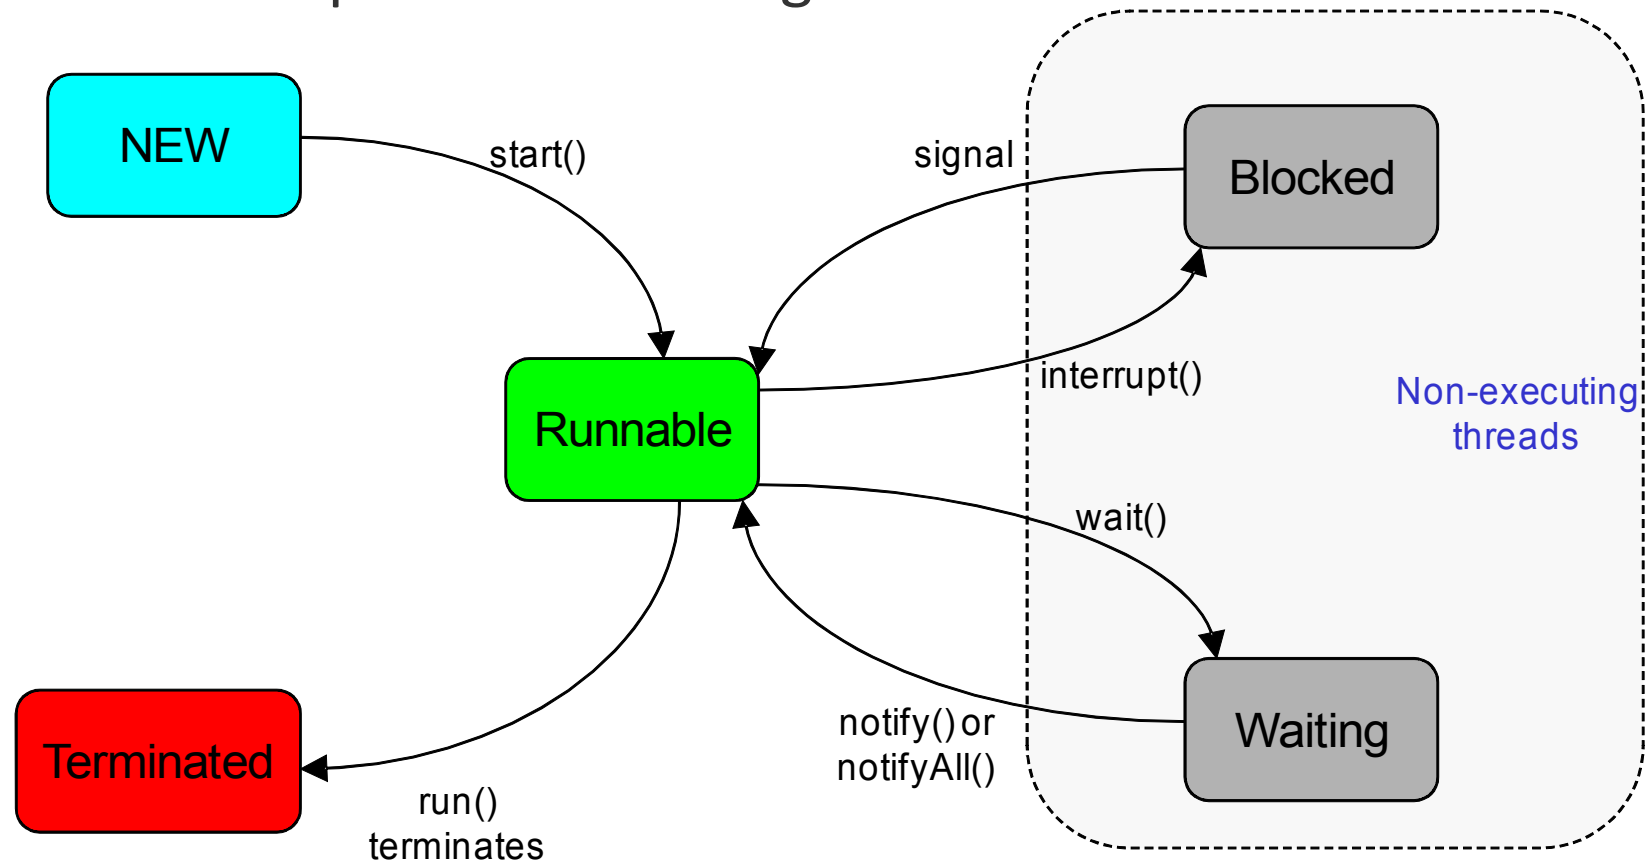 NEW
start()
signal
Blocked
interrupt()
Non-executing
threads
Runnable
wait()
notify() or
notifyAll()
Waiting
Terminated
run()
terminates